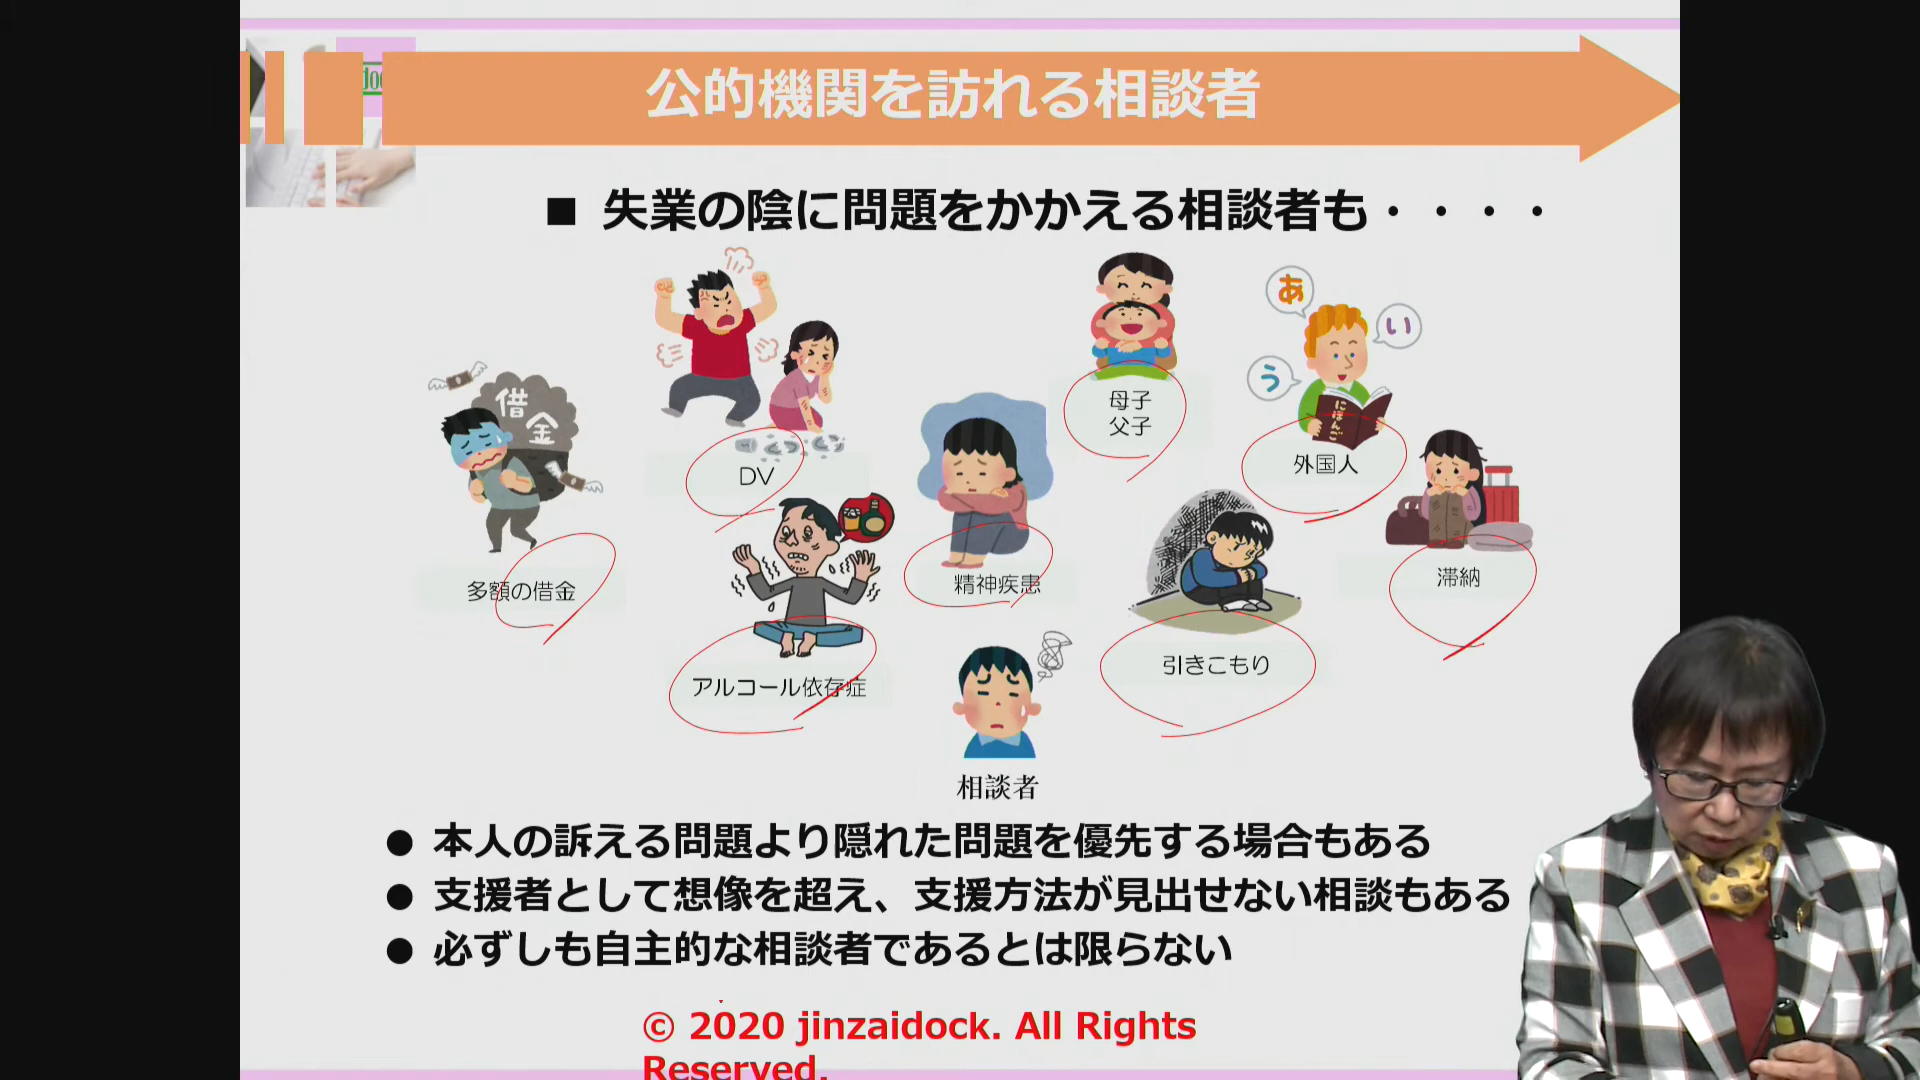 公的機関を訪れる相談者
■ 失業の陰に問題をかかえる相談者も・・・・
あ
い
う
にほんご
借金
母子
父子
DV
外国人
多額の借金
精神疾患
滞納
アルコール依存症
引きこもり
相談者
● 本人の訴える問題より隠れた問題を優先する場合もある
● 支援者として想像を超え、支援方法が見出せない相談もある
● 必ずしも自主的な相談者であるとは限らない
© 2020 jinzaidock. All Rights
Reserved.